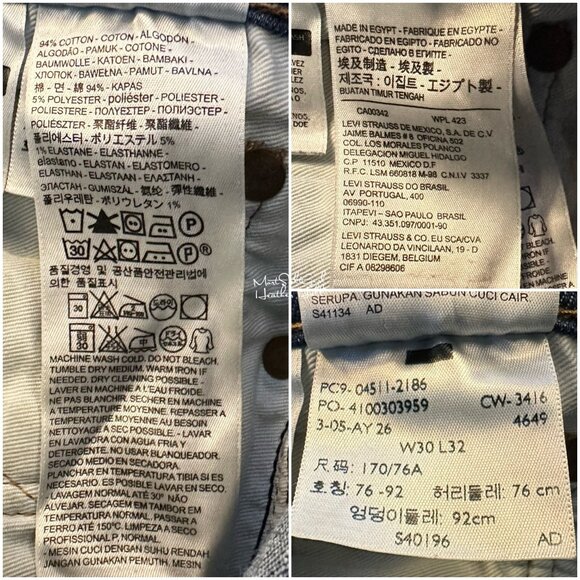 94% COTTON - COTON - ALGODÓN -
ALGODÃO - PAMUK - COTONE -
BAUMWOLLE - KATOEN - BAMBAKI -
ХЛОПОК - BAWEŁNA - PAMUT - BAVLNA -
棉 - 면 - 綿 94% - KAPAS
5% POLYESTER - poliéster - POLIESTER -
POLIESTERE - ПОЛУЕСТЕР - ПОЛИЭСТЕР -
POLIÉSZTER - 聚酯纤维 - 聚酯纖維 -
폴리에스터 - ポリエステル 5%
1% ELASTANE - ELASTHANNE -
elastano - ELASTAN - ELASTÓMERO -
ELASTHAN - ELASTAAN - ΕΛΑΣΤΑΝΗ -
ЭЛАСТАН - GUMISZÁL - 氨纶 - 彈性纖維 -
폴리우레탄 - ポリウレタン 1%
P
30 P®
품질경영 및 공산품안전관리법에
의한 품질표시
MACHINE WASH COLD. DO NOT BLEACH.
TUMBLE DRY MEDIUM. WARM IRON IF
NEEDED. DRY CLEANING POSSIBLE -
LAVER EN MACHINE A L'EAU FROIDE.
NE PAS BLANCHIR. SECHER EN MACHINE
A TEMPERATURE MOYENNE. REPASSER A
TEMPERATURE MOYENNE AU BESOIN
NETTOYAGE A SEC POSSIBLE. - LAVAR
EN LAVADORA CON AGUA FRIA Y
DETERGENTE. NO USAR BLANQUEADOR.
SECADO MEDIO EN SECADORA.
PLANCHAR EN TEMPERATURA TIBIA SI ES
NECESARIO. ES POSIBLE LAVAR EN SECO.
- LAVAGEM NORMAL ATÉ 30° NÃO
ALVEJAR. SECAGEM EM TAMBOR EM
TEMPERATURA NORMAL. PASSAR A
FERRO ATÉ 150°C. LIMPEZA A SECO
PROFISSIONAL P, NORMAL.
- MESIN CUCI DENGAN SUHU RENDAH.
JANGAN GUNAKAN PEMUTIH. MESIN
MADE IN EGYPT - FABRIQUE EN EGYPTE -
FABRICADO EN EGIPTO - FABRICADO NO
EGITO - СДЕЛАНО В ЕГИПТЕ
埃及制造 - 埃及製 -
제조국 : 이집트 - エジプト製 -
BUATAN TIMUR TENGAH
CA00342 WPL 423
LEVI STRAUSS DE MEXICO, S.A. DE C.V
JAIME BALMES # 8 OFICINA 502
COL. LOS MORALES POLANCO
DELEGACION MIGUEL HIDALGO
C.P 11510 MEXICO D.F
R.F.C. LSM 660818 M-98 C.N.I.V 3337
LEVI STRAUSS DO BRASIL
AV PORTUGAL, 400
06990-110
ITAPEVI – SAO PAULO BRASIL
CNPJ: 43.351.097/0001-90
LEVI STRAUSS & CO. EU SCA/CVA
LEONARDO DA VINCILAAN, 19 - D
1831 DIEGEM, BELGIUM
CIF A 08298606
SERUPA. GUNAKAN SABUN CUCI CAIR.
S41134 AD
PC9- 04511-2186
PO- 4100303959 CW- 3416
3-05-AY 26 4649
W30 L32
尺码: 170/76A
호칭: 76 -92 허리둘레: 76 cm
엉덩이둘레: 92cm
S40196 AD